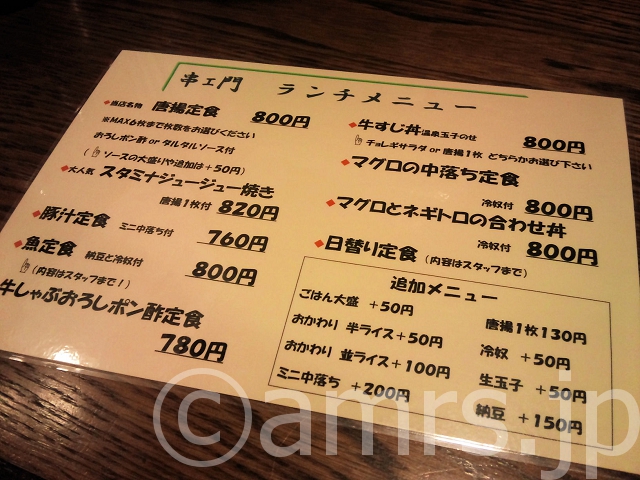 串エ門 ランチメニュー
◆当店名物 唐揚定食 800円
※MAX6枚まで枚数をお選びください
おろしポン酢 or タルタルソース付
(☝ソースの大盛りや追加は+50円)
◆大人気 スタミナジュージュー焼き
唐揚1枚付 820円
◆豚汁定食 ミニ中落ち付 760円
◆魚定食 納豆と冷奴付 800円
☝(内容はスタッフまで!)
牛しゃぶおろしポン酢定食
780円
◆牛すじ丼 温泉玉子のせ 800円
☝チョレギサラダ or 唐揚1枚 どちらかお選び下さい
◆マグロの中落ち定食
冷奴付 800円
◆マグロとネギトロの合わせ丼
冷奴付 800円
◆日替り定食 (内容はスタッフまで)
追加メニュー
ごはん大盛 +50円
おかわり 半ライス+50円
おかわり 並ライス+100円
ミニ中落ち +200円
唐揚1枚130円
冷奴 +50円
生玉子 +50円
納豆 +150円
©amrs.jp